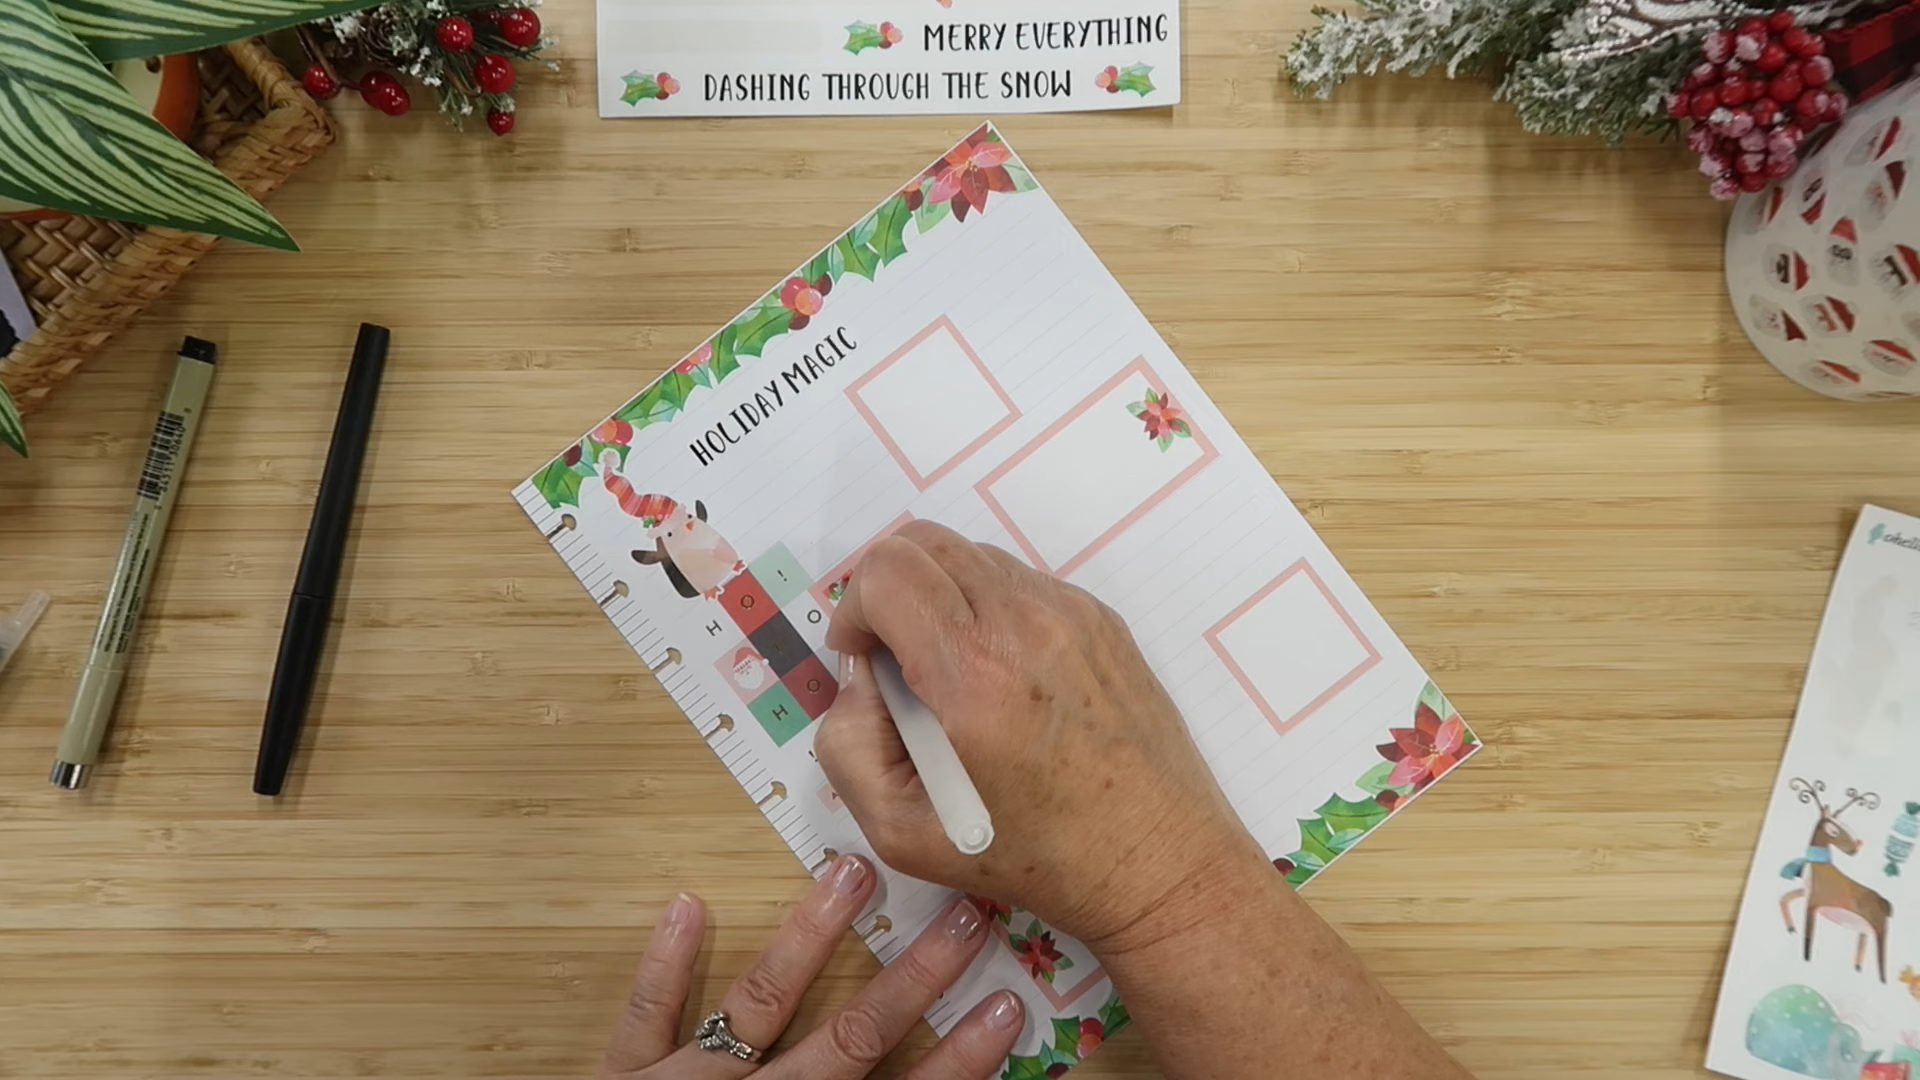 MERRY EVERYTHING
DASHING THROUGH THE SNOW
HOLIDAY MAGIC
!
O
H O
O
H